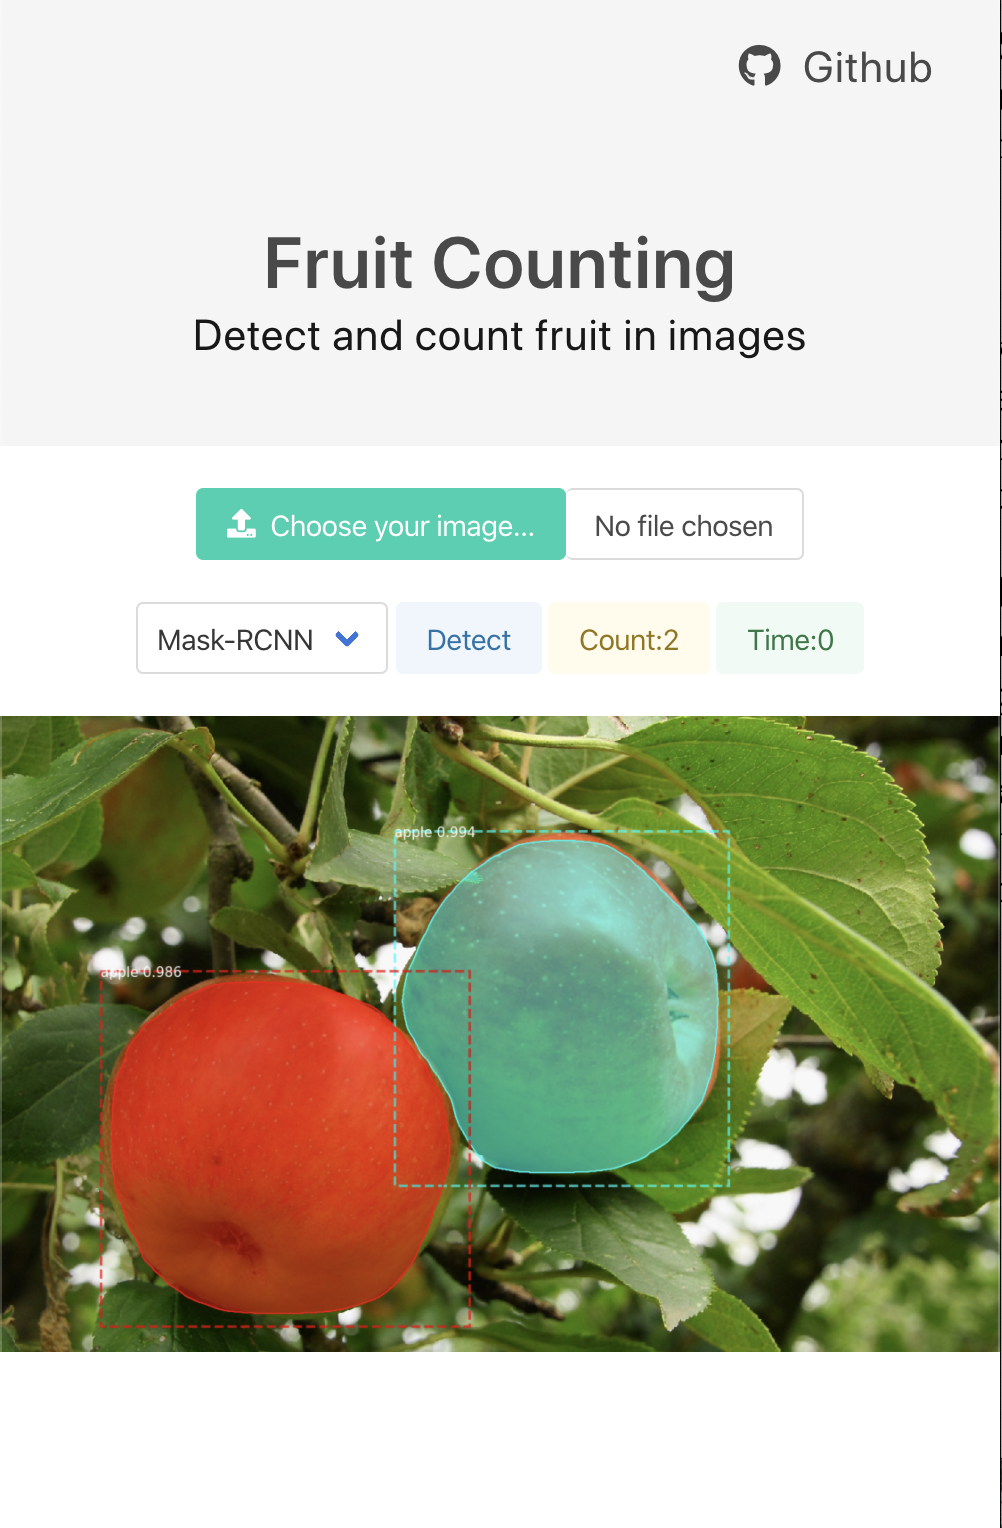 Github
Fruit Counting
Detect and count fruit in images
Choose your image...
No file chosen
Mask-RCNN
Detect
Count:2
Time:0
apple 0.994
apple 0.986